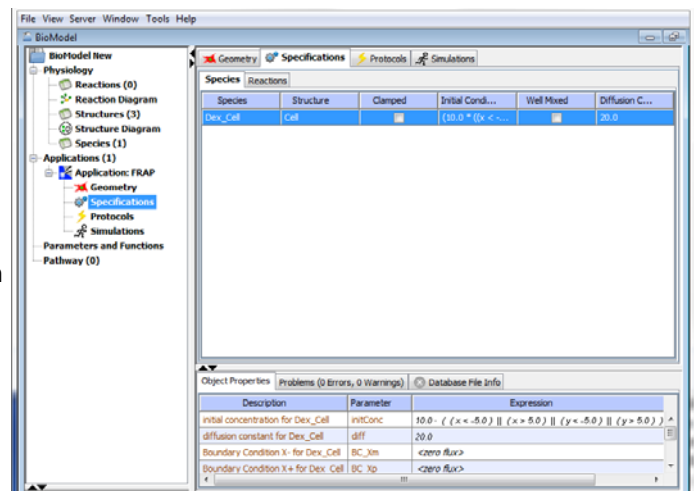 File View Server Window Tools Help
BioModel
BioModel New
Physiology
Reactions (0)
Reaction Diagram
Structures (3)
Structure Diagram
Species (1)
Applications (1)
Application: FRAP
Geometry
Specifications
Protocols
Simulations
Parameters and Functions
Pathway (0)
Geometry Specifications Protocols Simulations
Species Reactions
Species Structure Clamped Initial Condi... Well Mixed Diffusion C...
Dex_Cell Cell (10.0 * ((x < -... 20.0
Object Properties Problems (0 Errors, 0 Warnings) Database File Info
Description Parameter Expression
initial concentration for Dex_Cell initConc 10.0 · ( (x < -5.0) || (x > 5.0) || (y < -5.0) || (y > 5.0) )
diffusion constant for Dex_Cell diff 20.0
Boundary Condition X- for Dex_Cell BC_Xm <zero flux>
Boundary Condition X+ for Dex_Cell BC_Xp <zero flux>